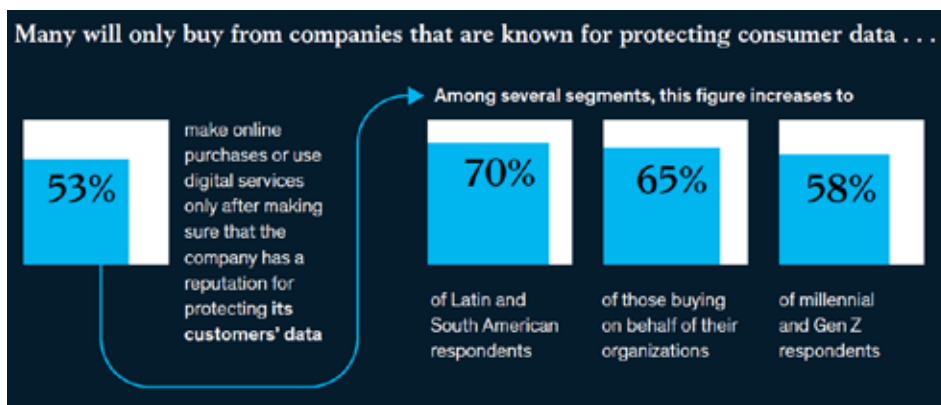 Many will only buy from companies that are known for protecting consumer data . . .
53%
make online
purchases or use
digital services
only after making
sure that the
company has a
reputation for
protecting its
customers' data
Among several segments, this figure increases to
70%
of Latin and
South American
respondents
65%
of those buying
on behalf of their
organizations
58%
of millennial
and Gen Z
respondents